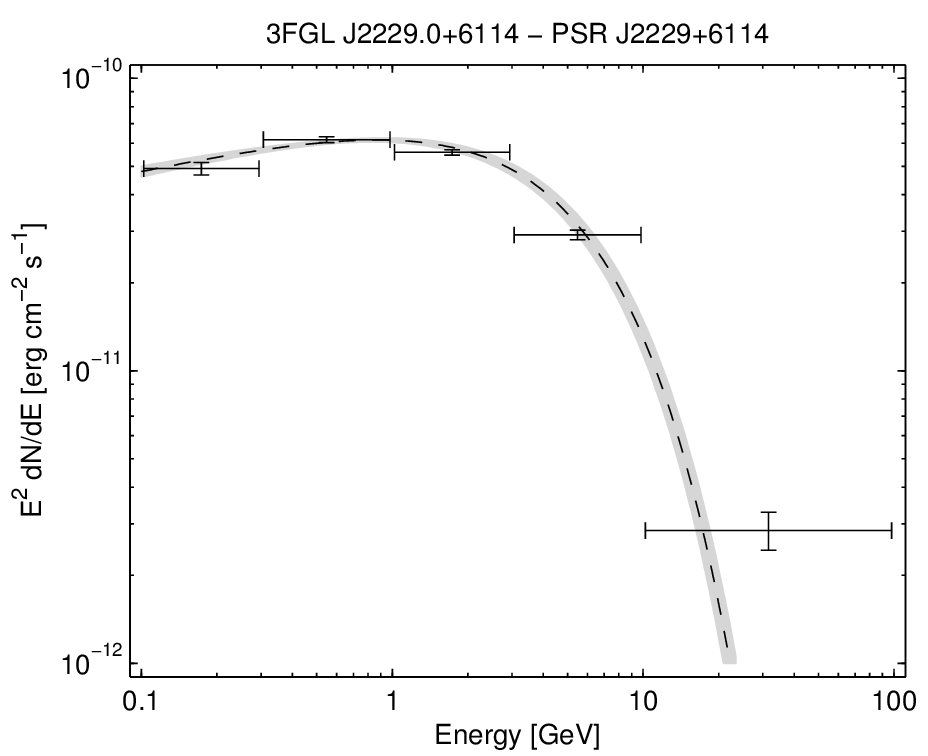 3FGL J2229.0+6114 − PSR J2229+6114
10⁻¹⁰
10⁻¹¹
10⁻¹²
E² dN/dE [erg cm⁻² s⁻¹]
0.1 1 10 100
Energy [GeV]